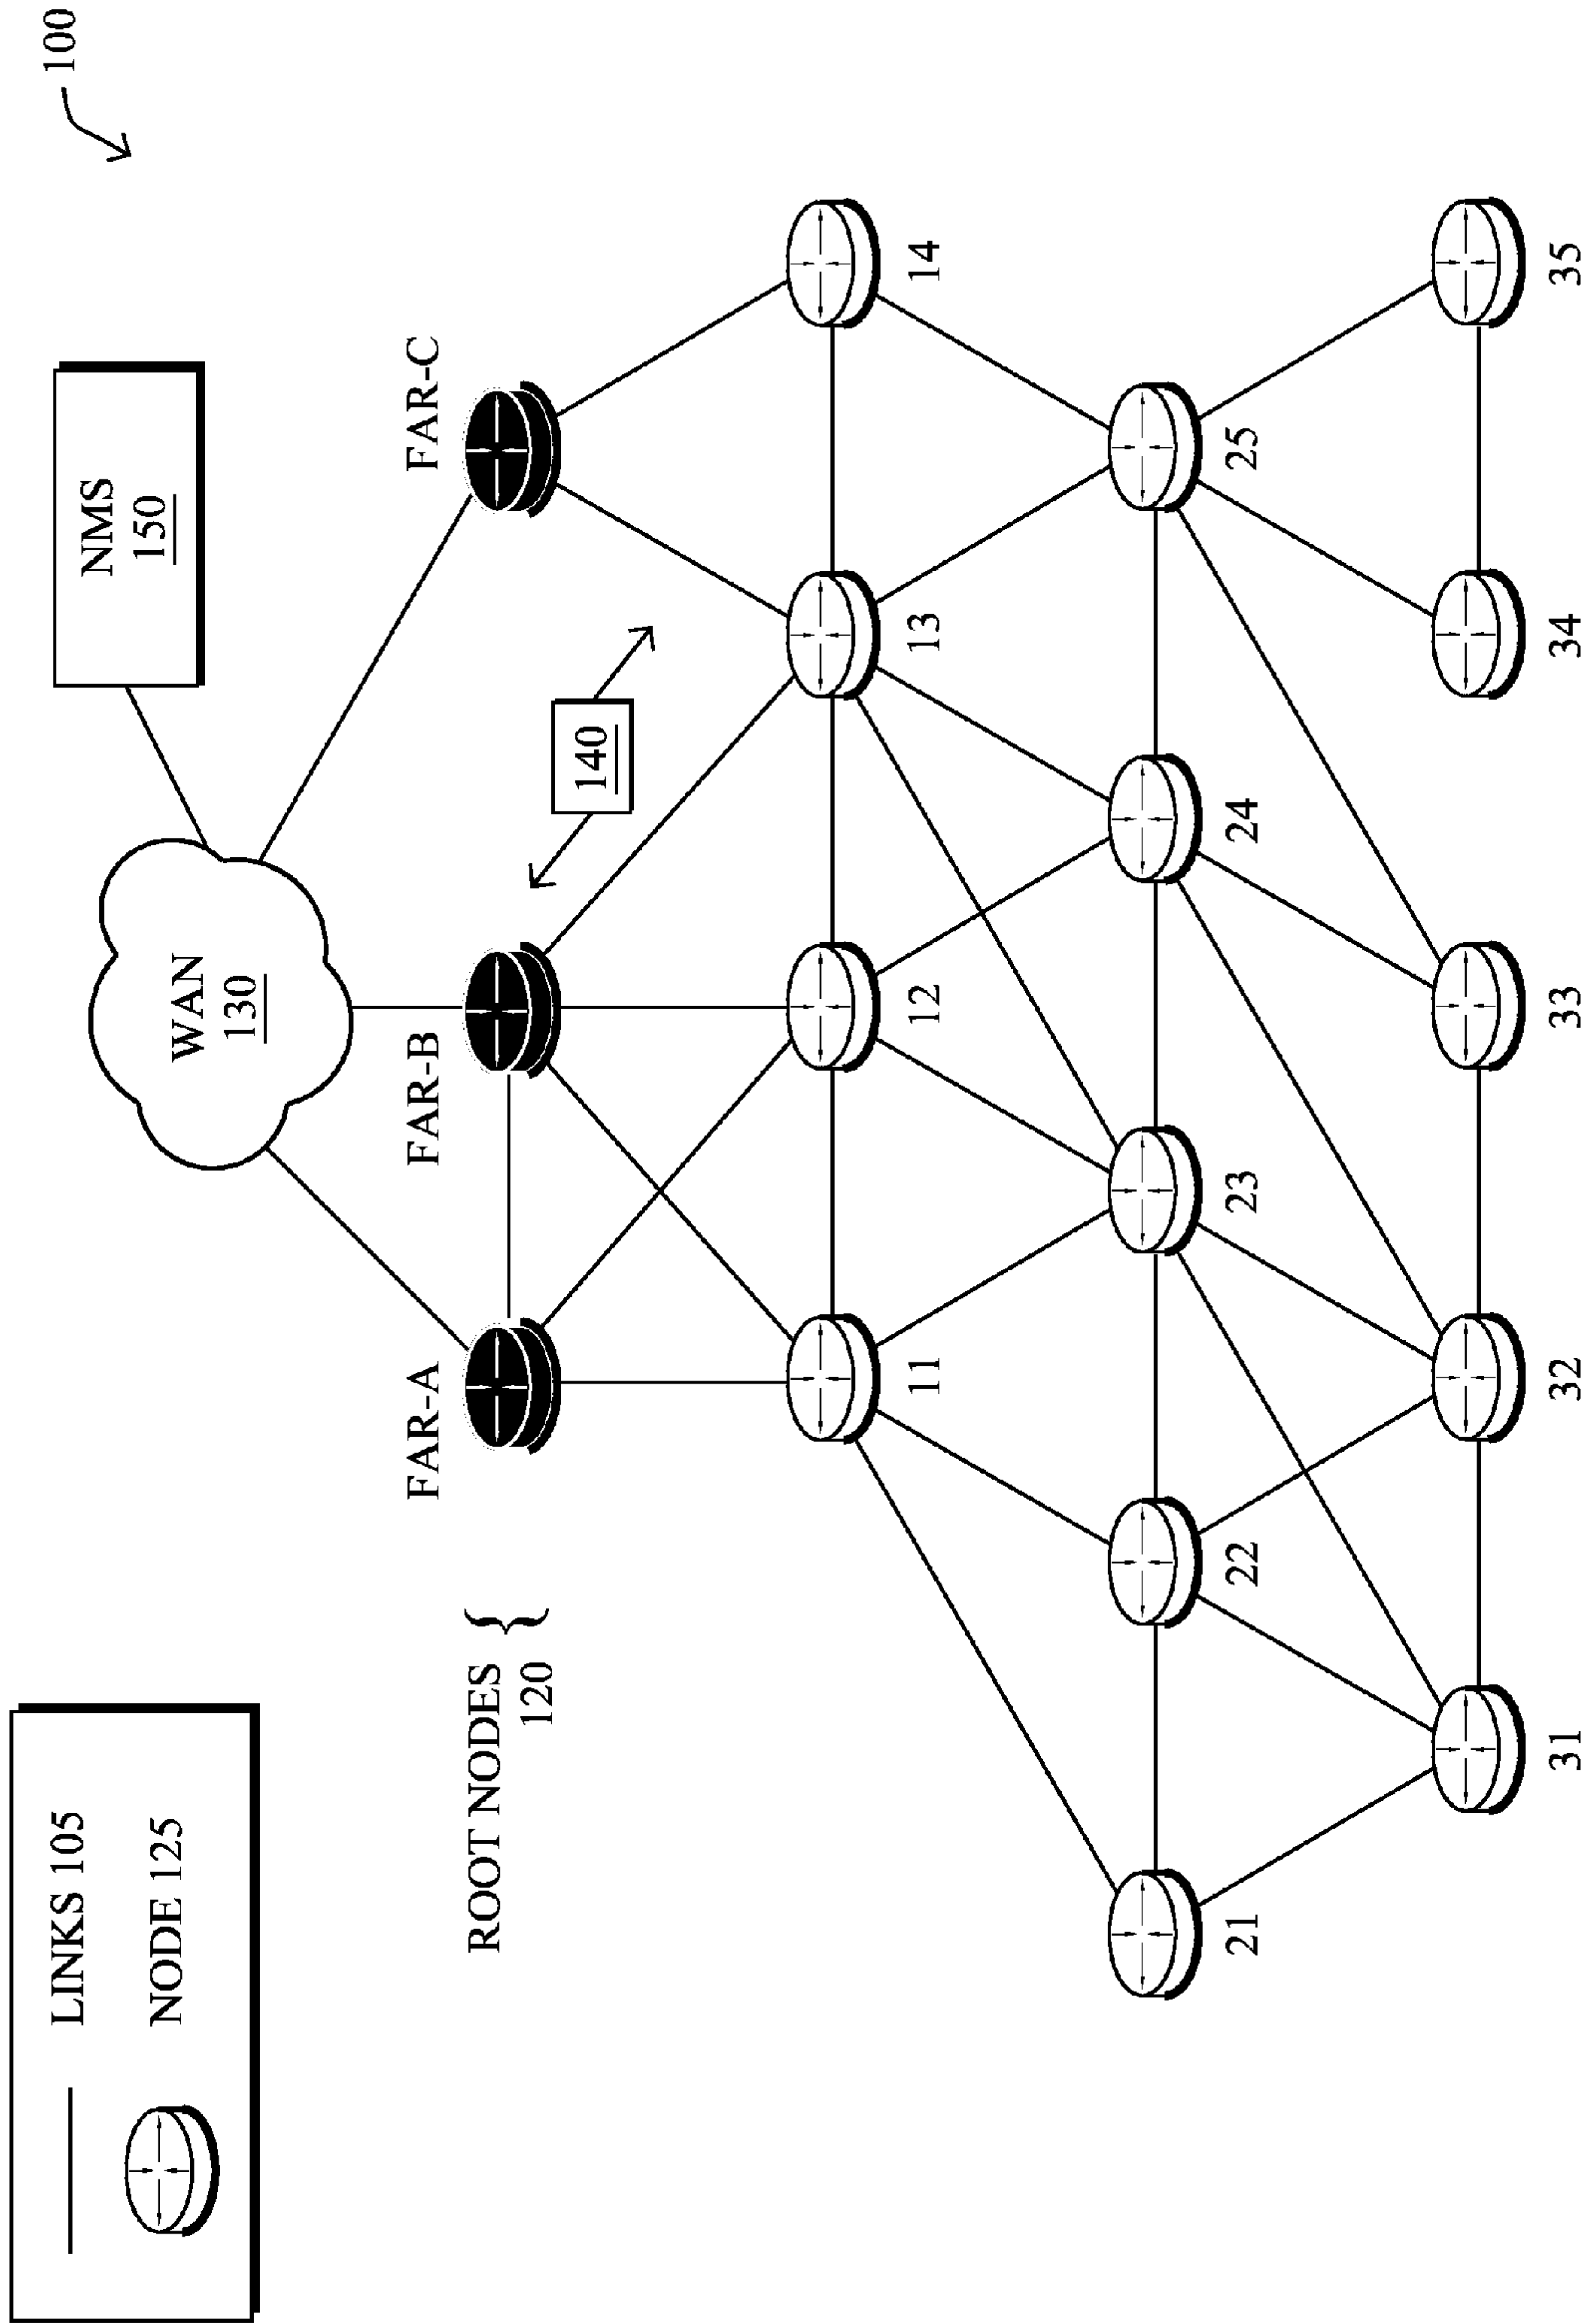 LINKS 105
NODE 125
100
NMS
150
WAN
130
ROOT NODES {
120
FAR-A
FAR-B
FAR-C
140
11
12
13
14
21
22
23
24
25
31
32
33
34
35